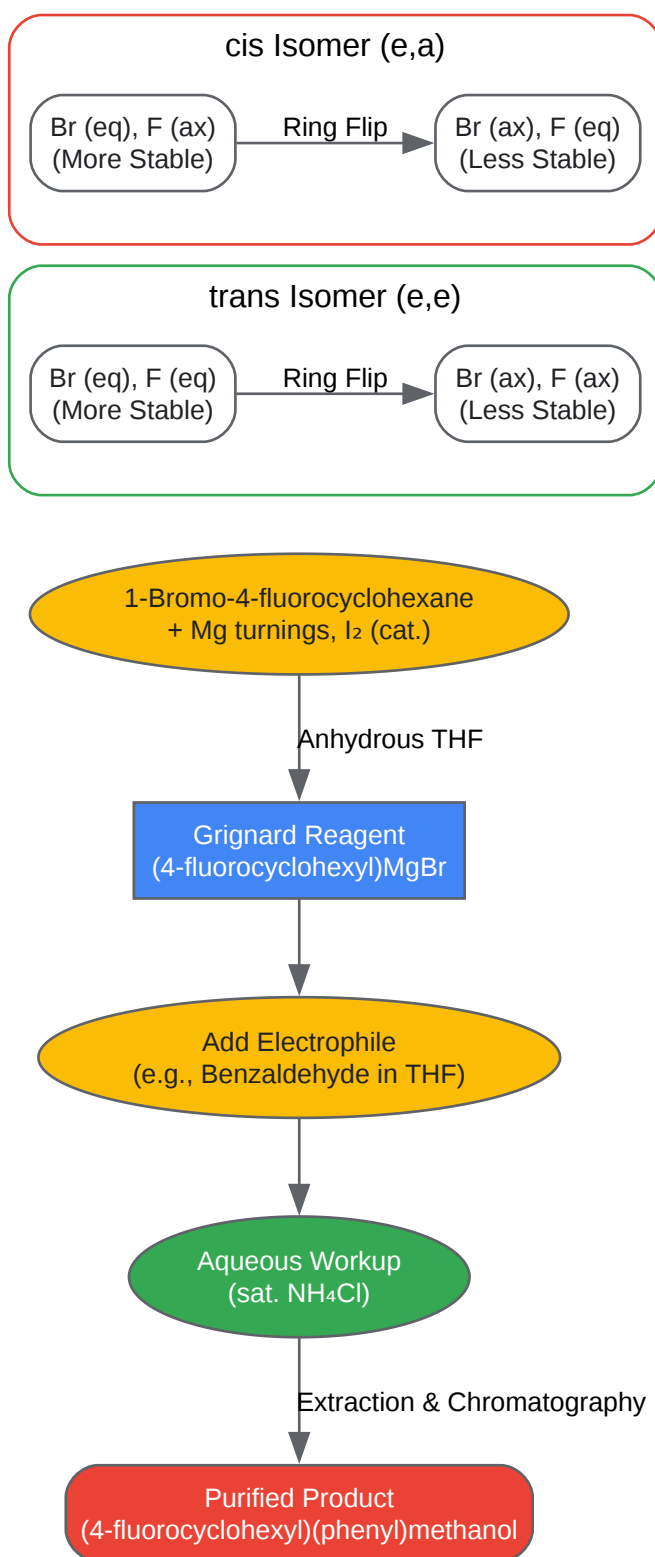 cis Isomer (e,a)
Br (eq), F (ax)
(More Stable)
Ring Flip
Br (ax), F (eq)
(Less Stable)
trans Isomer (e,e)
Br (eq), F (eq)
(More Stable)
Ring Flip
Br (ax), F (ax)
(Less Stable)
1-Bromo-4-fluorocyclohexane
+ Mg turnings, I₂ (cat.)
Anhydrous THF
Grignard Reagent
(4-fluorocyclohexyl)MgBr
Add Electrophile
(e.g., Benzaldehyde in THF)
Aqueous Workup
(sat. NH₄Cl)
Extraction & Chromatography
Purified Product
(4-fluorocyclohexyl)(phenyl)methanol